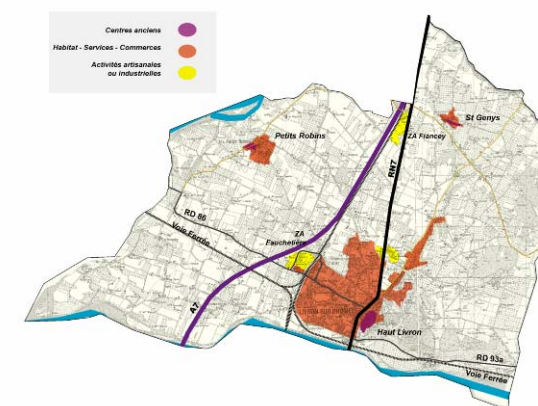 Centres anciens
Habitat - Services - Commerces
Activités artisanales
ou industrielles
St Genys
ZA Fiancey
Petits Robins
RN7
RD 86
Voie Ferrée
ZA
Fauchetière
A7
Haut Livron
RD 93a
Voie Ferrée